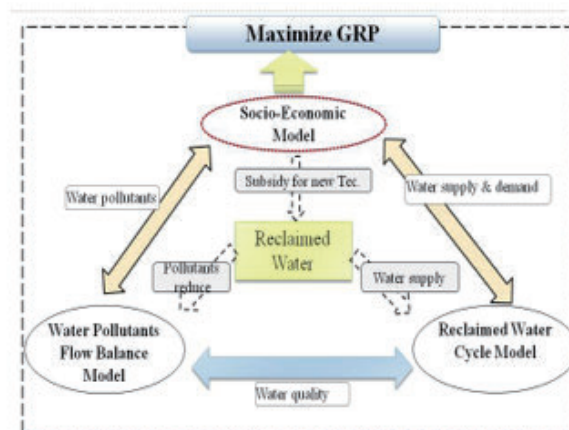 Maximize GRP
Socio-Economic
Model
Subsidy for new Tec.
Water pollutants
Water supply & demand
Reclaimed
Water
Pollutants
reduce
Water supply
Water Pollutants
Flow Balance
Model
Reclaimed Water
Cycle Model
Water quality